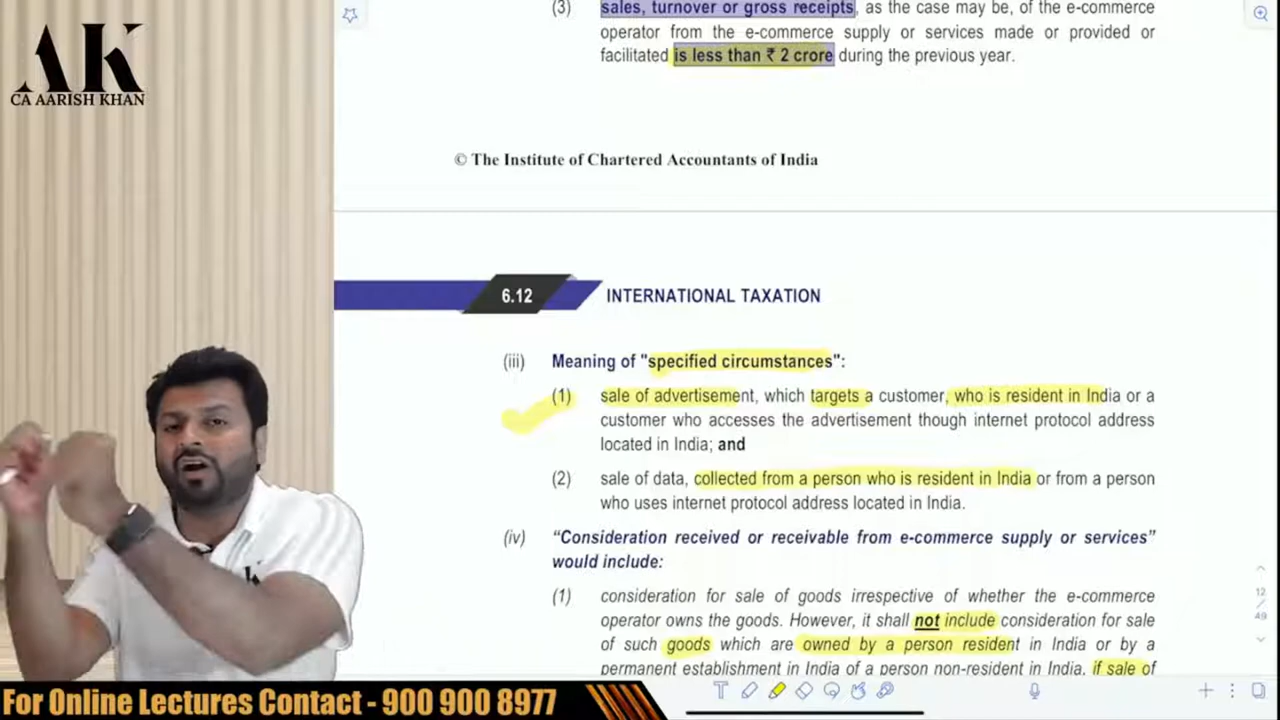 AK
CA AARISH KHAN
(3) sales, turnover or gross receipts, as the case may be, of the e-commerce
operator from the e-commerce supply or services made or provided or
facilitated is less than ₹ 2 crore during the previous year.
© The Institute of Chartered Accountants of India
6.12 INTERNATIONAL TAXATION
(iii) Meaning of "specified circumstances":
(1) sale of advertisement, which targets a customer, who is resident in India or a
customer who accesses the advertisement though internet protocol address
located in India; and
(2) sale of data, collected from a person who is resident in India or from a person
who uses internet protocol address located in India.
(iv) “Consideration received or receivable from e-commerce supply or services”
would include:
(1) consideration for sale of goods irrespective of whether the e-commerce
operator owns the goods. However, it shall not include consideration for sale
of such goods which are owned by a person resident in India or by a
permanent establishment in India of a person non-resident in India, if sale of
12
/
49
For Online Lectures Contact - 900 900 8977